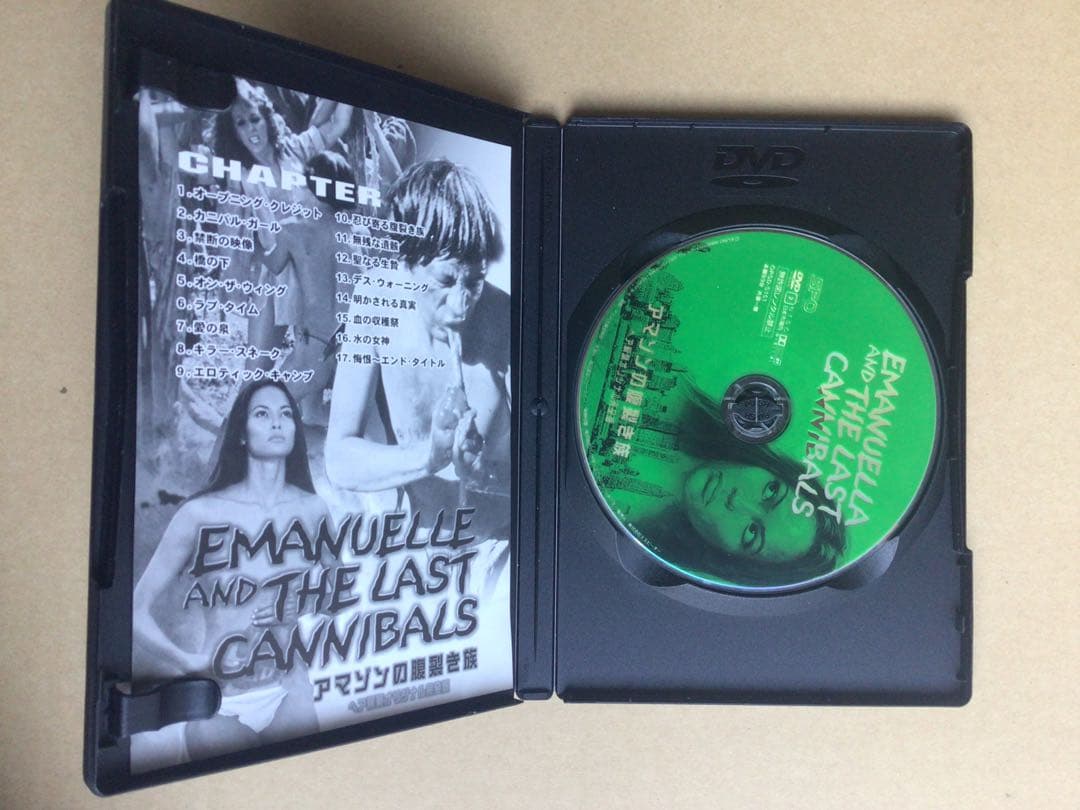 CHAPTER
1.オープニング・クレジット
2.カニバル・ガール
3.禁断の映像
4.橋の下
5.オン・ザ・ウィング
6.ラブ・タイム
7.愛の泉
8.キラー・スネーク
9.エロティック・キャンプ
10.忍び寄る腹裂き族
11.無残な遺骸
12.聖なる生贄
13.デス・ウォーニング
14.明かされる真実
15.血の収穫祭
16.水の女神
17.悔恨~エンド・タイトル
EMANUELLE
AND THE LAST
CANNIBALS
アマゾンの腹裂き族
DVD
EMANUELLA
AND THE LAST
CANNIBALS
アマゾンの腹裂き族
SPO
DVD